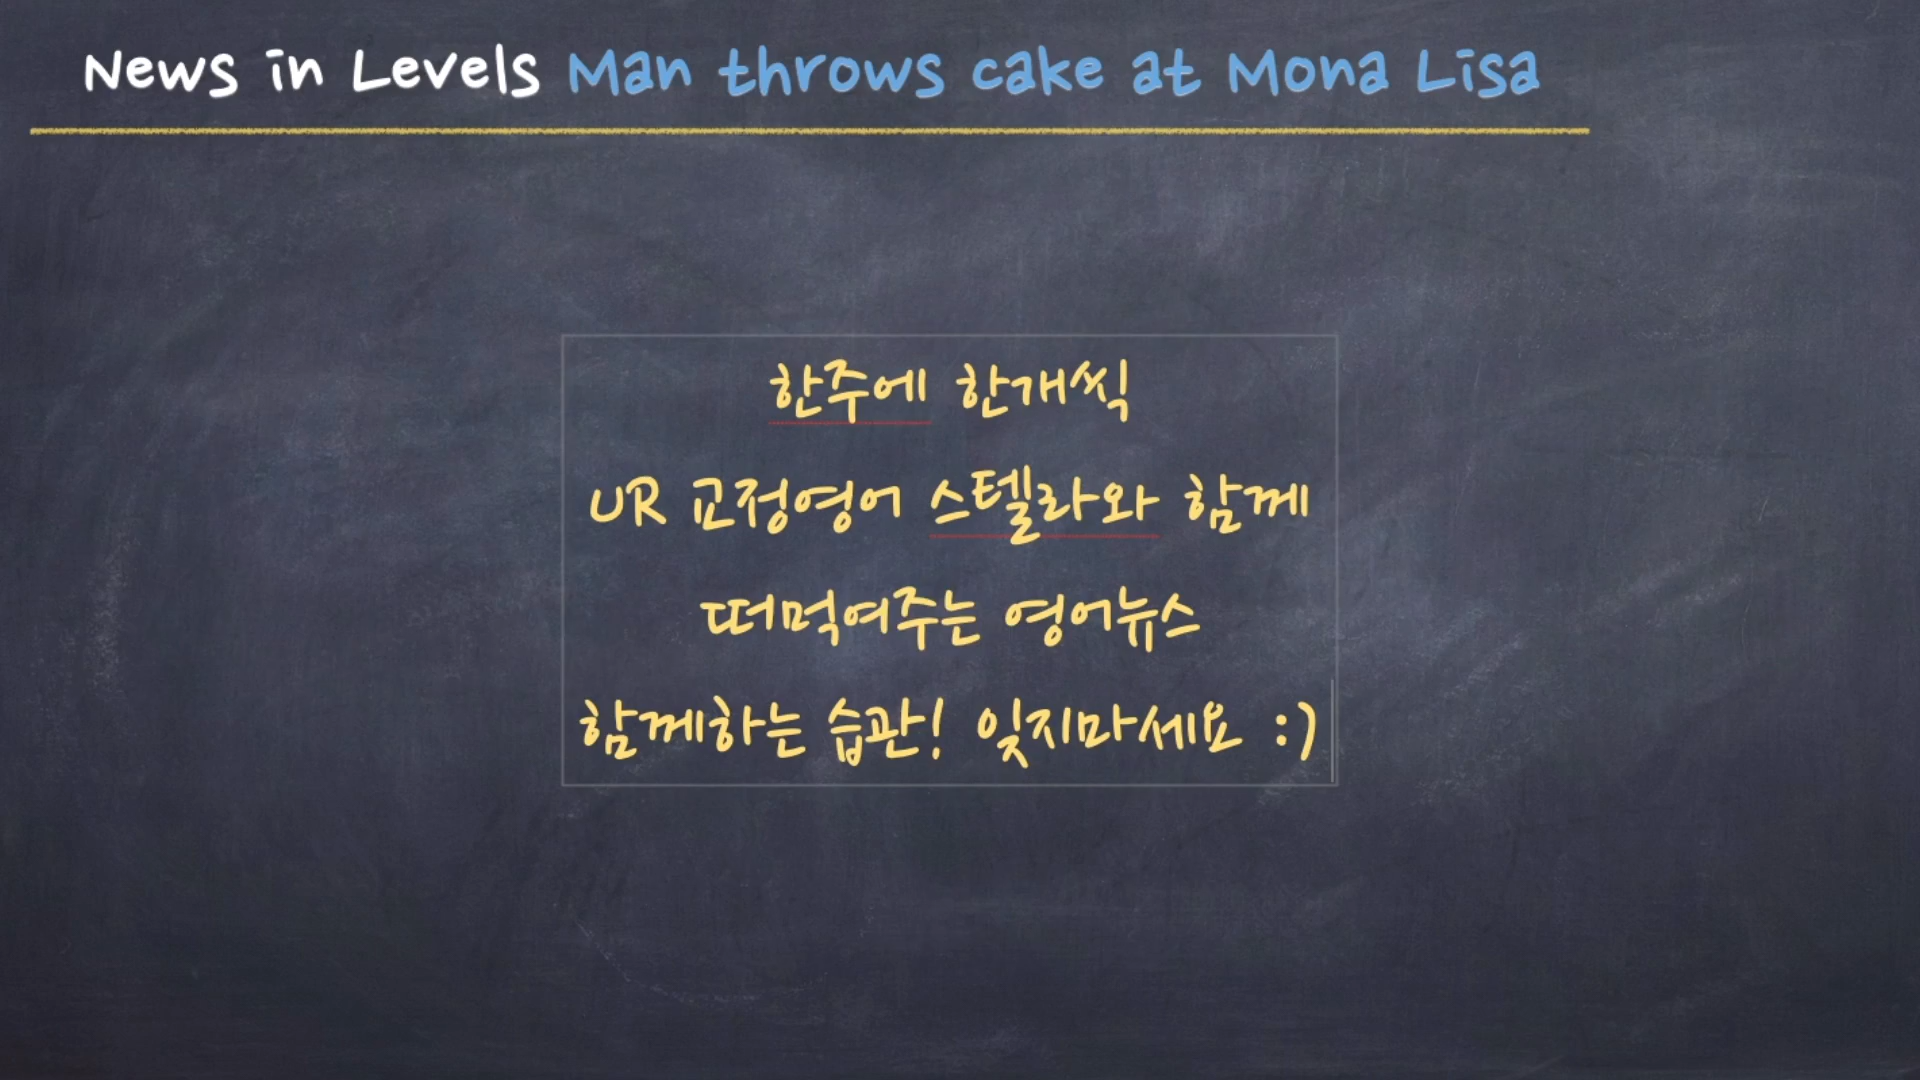 News in Levels Man throws cake at Mona Lisa
한주에 한개씩
UR 교정영어 스텔라와 함께
떠먹여주는 영어뉴스
함께하는 습관! 잊지마세요 :)